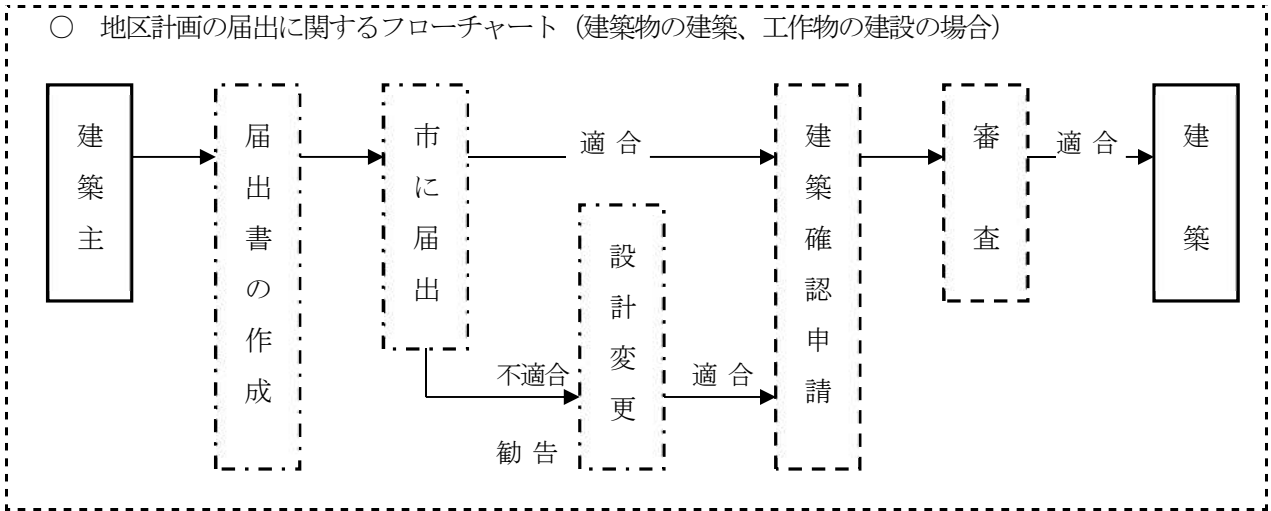 ○ 地区計画の届出に関するフローチャート（建築物の建築、工作物の建設の場合）
建築主
届出書の作成
市に届出
適 合
不適合
勧 告
設計変更
適 合
建築確認申請
審査
適 合
建築